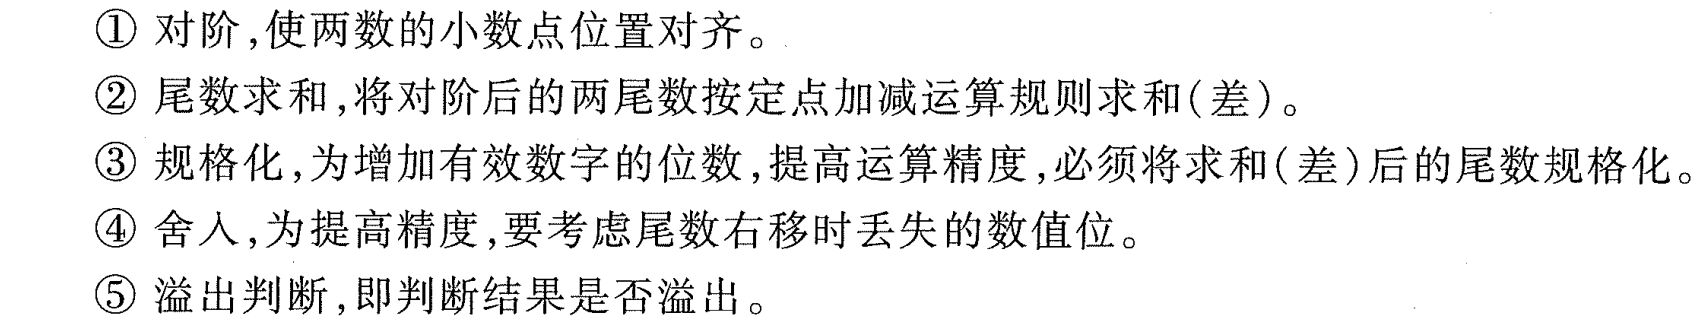 ① 对阶,使两数的小数点位置对齐。
② 尾数求和,将对阶后的两尾数按定点加减运算规则求和(差)。
③ 规格化,为增加有效数字的位数,提高运算精度,必须将求和(差)后的尾数规格化。
④ 舍入,为提高精度,要考虑尾数右移时丢失的数值位。
⑤ 溢出判断,即判断结果是否溢出。